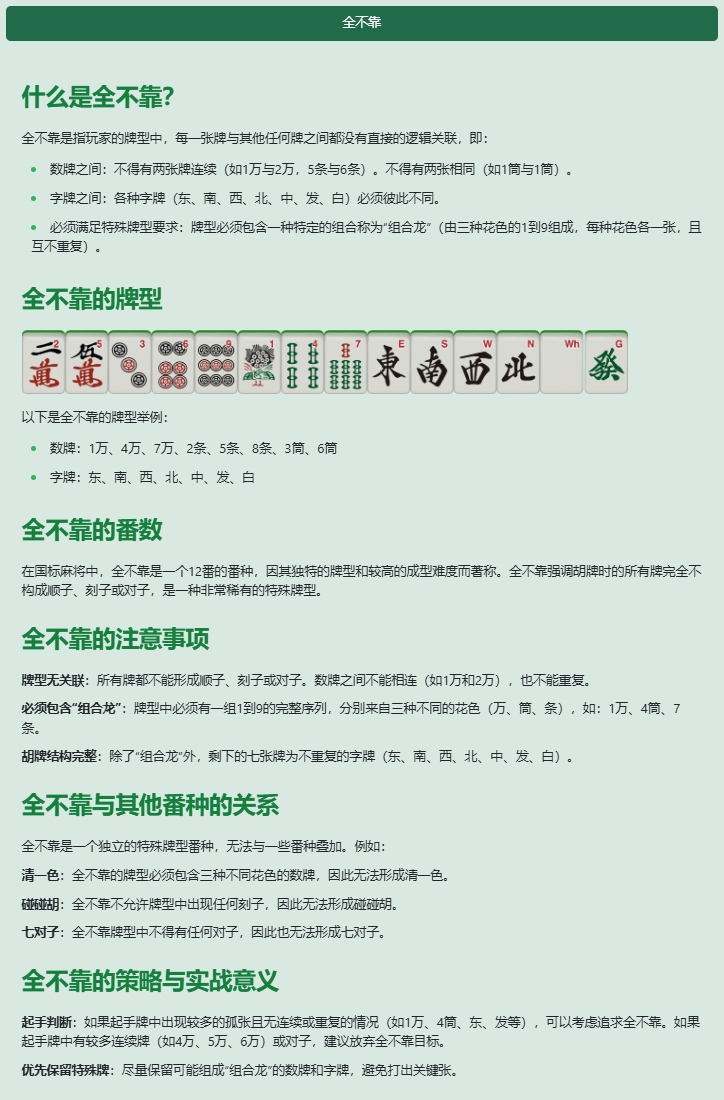 全不靠
什么是全不靠?
全不靠是指玩家的牌型中，每一张牌与其他任何牌之间都没有直接的逻辑关联，即：
数牌之间：不得有两张牌连续（如1万与2万，5条与6条）。不得有两张相同（如1筒与1筒）。
字牌之间：各种字牌（东、南、西、北、中、发、白）必须彼此不同。
必须满足特殊牌型要求：牌型必须包含一种特定的组合称为“组合龙”（由三种花色的1到9组成，每种花色各一张，且
互不重复）。
全不靠的牌型
二萬2 伍萬5 3 6 9 1 4 7 東E 南S 西W 北N Wh 發G
以下是全不靠的牌型举例：
数牌：1万、4万、7万、2条、5条、8条、3筒、6筒
字牌：东、南、西、北、中、发、白
全不靠的番数
在国标麻将中，全不靠是一个12番的番种，因其独特的牌型和较高的成型难度而著称。全不靠强调胡牌时的所有牌完全不
构成顺子、刻子或对子，是一种非常稀有的特殊牌型。
全不靠的注意事项
牌型无关联：所有牌都不能形成顺子、刻子或对子。数牌之间不能相连（如1万和2万），也不能重复。
必须包含“组合龙”：牌型中必须有一组1到9的完整序列，分别来自三种不同的花色（万、筒、条），如：1万、4筒、7
条。
胡牌结构完整：除了“组合龙”外，剩下的七张牌为不重复的字牌（东、南、西、北、中、发、白）。
全不靠与其他番种的关系
全不靠是一个独立的特殊牌型番种，无法与一些番种叠加。例如：
清一色：全不靠的牌型必须包含三种不同花色的数牌，因此无法形成清一色。
碰碰胡：全不靠不允许牌型中出现任何刻子，因此无法形成碰碰胡。
七对子：全不靠牌型中不得有任何对子，因此也无法形成七对子。
全不靠的策略与实战意义
起手判断：如果起手牌中出现较多的孤张且无连续或重复的情况（如1万、4筒、东、发等），可以考虑追求全不靠。如果
起手牌中有较多连续牌（如4万、5万、6万）或对子，建议放弃全不靠目标。
优先保留特殊牌：尽量保留可能组成“组合龙”的数牌和字牌，避免打出关键张。